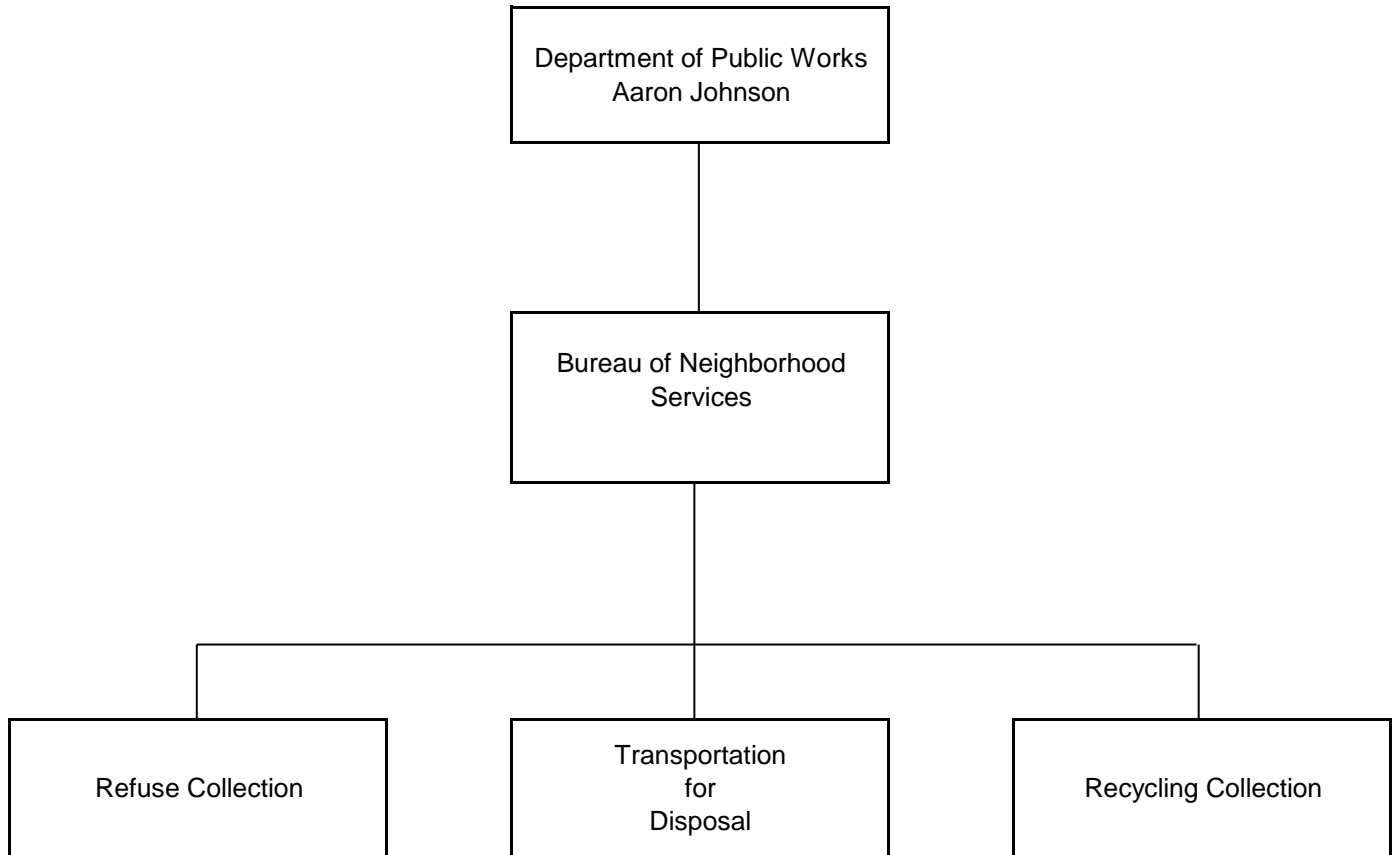 Department of Public Works
Aaron Johnson
Bureau of Neighborhood
Services
Refuse Collection
Transportation
for
Disposal
Recycling Collection